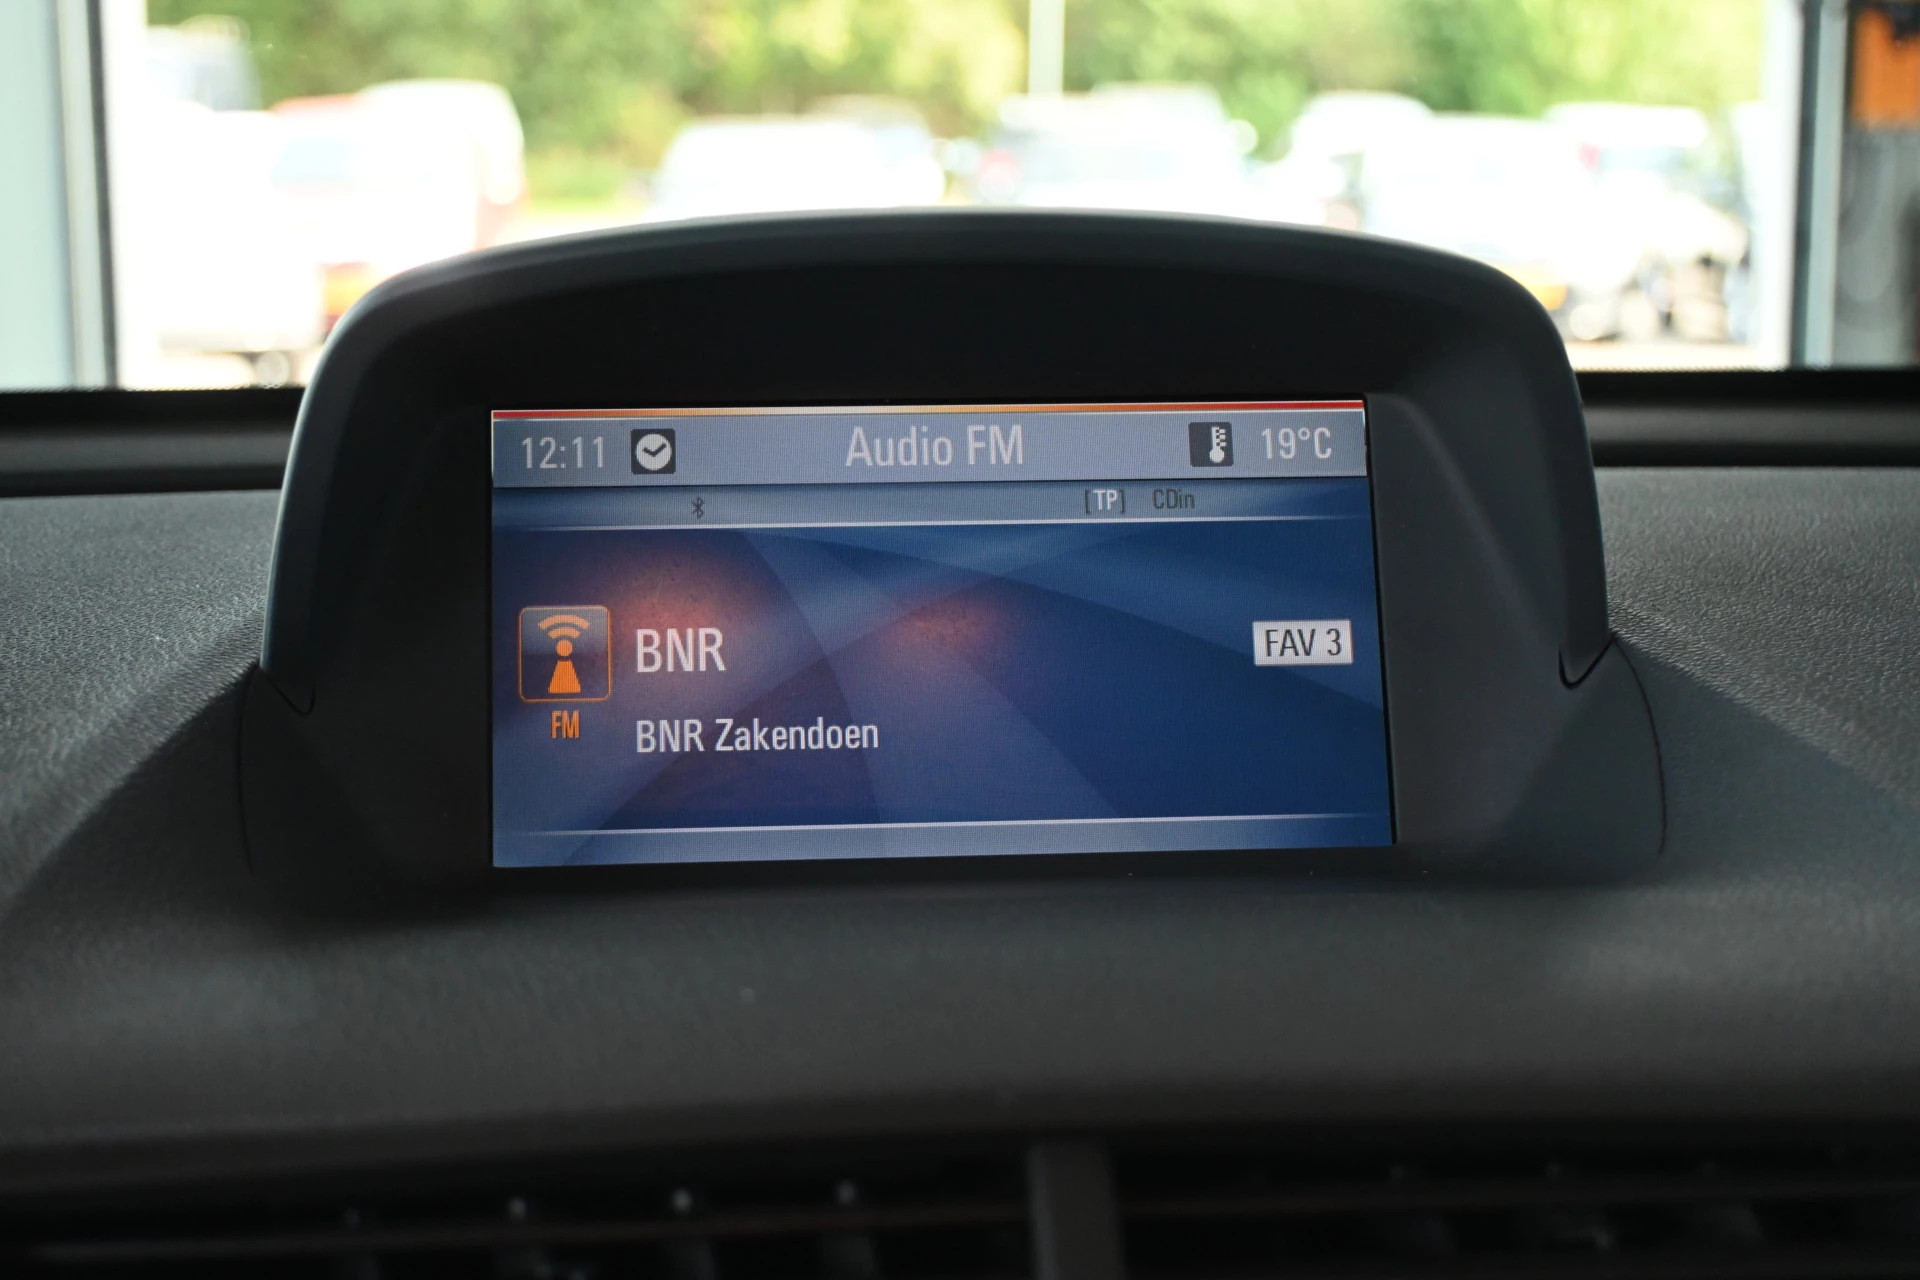 12:11 Audio FM 19°C
[TP] CDin
BNR FAV 3
FM
BNR Zakendoen